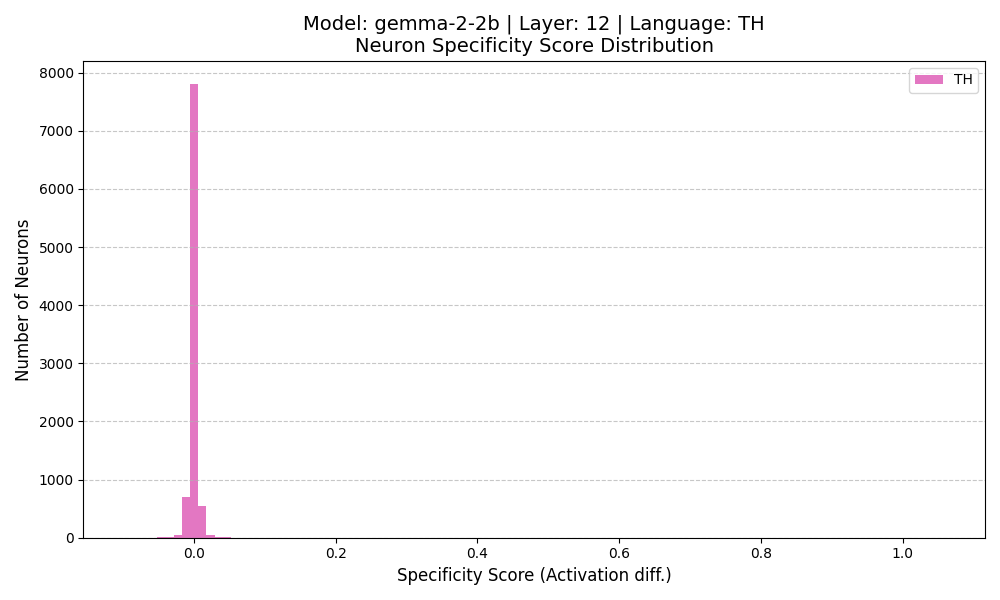 Model: gemma-2-2b | Layer: 12 | Language: TH
Neuron Specificity Score Distribution
TH
8000
7000
6000
5000
4000
3000
2000
1000
0
Number of Neurons
0.0 0.2 0.4 0.6 0.8 1.0
Specificity Score (Activation diff.)